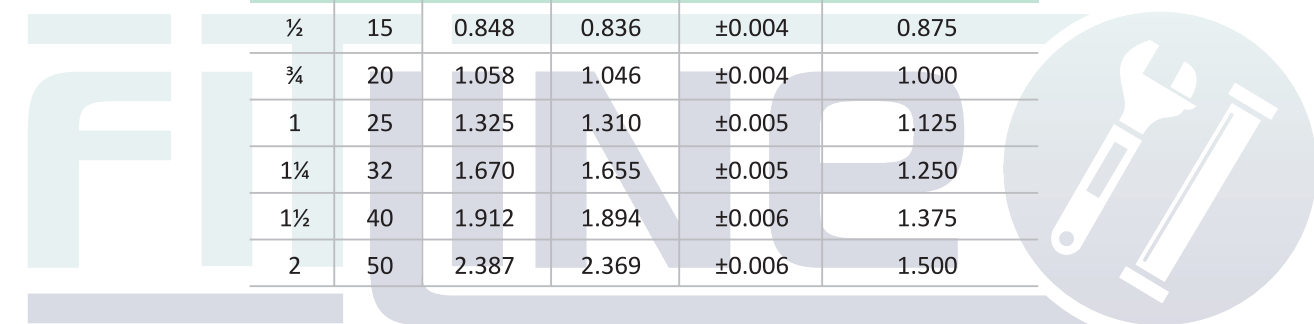 ½ 15 0.848 0.836 ±0.004 0.875
¾ 20 1.058 1.046 ±0.004 1.000
1 25 1.325 1.310 ±0.005 1.125
1¼ 32 1.670 1.655 ±0.005 1.250
1½ 40 1.912 1.894 ±0.006 1.375
2 50 2.387 2.369 ±0.006 1.500
FiTLINe